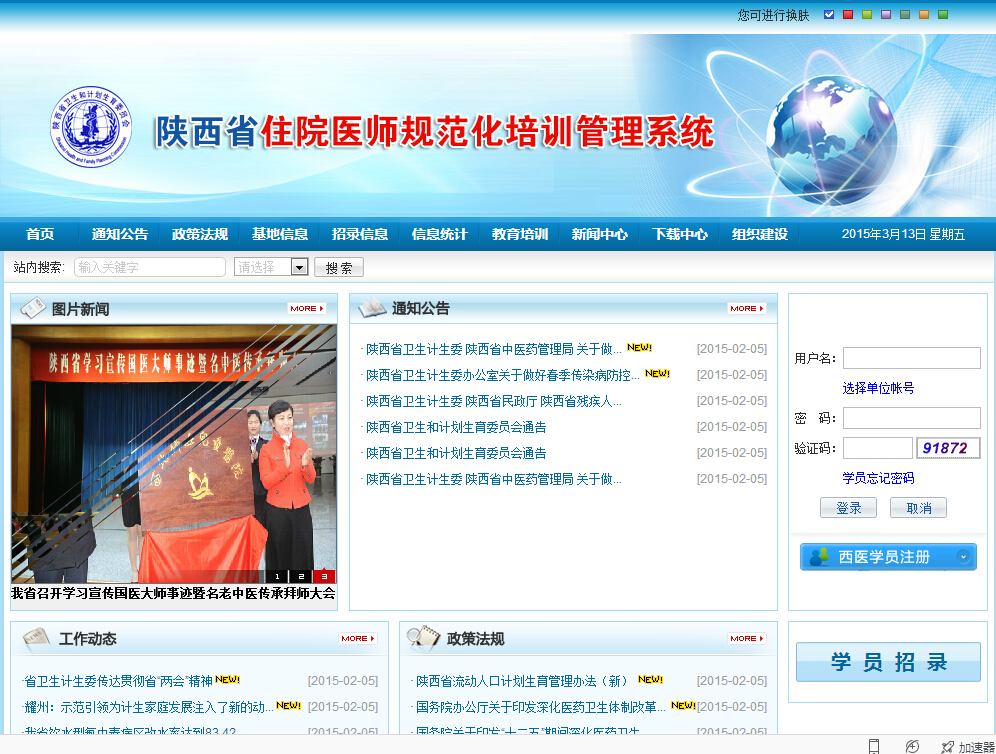 您可进行换肤
陕西省卫生和计划生育委员会
陕西省住院医师规范化培训管理系统
首页 通知公告 政策法规 基地信息 招录信息 信息统计 教育培训 新闻中心 下载中心 组织建设 2015年3月13日 星期五
站内搜索: 输入关键字 请选择 搜 索
图片新闻 MORE
陕西省学习宣传国医大师事迹暨名中医传承
1 2 3
我省召开学习宣传国医大师事迹暨名老中医传承拜师大会
通知公告 MORE
·陕西省卫生计生委 陕西省中医药管理局 关于做... NEW! [2015-02-05]
·陕西省卫生计生委办公室关于做好春季传染病防控... NEW! [2015-02-05]
·陕西省卫生计生委 陕西省民政厅 陕西省残疾人... [2015-02-05]
·陕西省卫生和计划生育委员会通告 [2015-02-05]
·陕西省卫生和计划生育委员会通告 [2015-02-05]
·陕西省卫生计生委 陕西省中医药管理局 关于做... [2015-02-05]
用户名:
选择单位帐号
密 码:
验证码: 91872
学员忘记密码
登录 取消
西医学员注册
工作动态 MORE
·省卫生计生委传达贯彻省“两会”精神 NEW! [2015-02-05]
·耀州：示范引领为计生家庭发展注入了新的动... NEW! [2015-02-05]
·我省饮水型氟中毒病区改水率达到83.42 [2015-02-05]
政策法规 MORE
·陕西省流动人口计划生育管理办法（新） NEW! [2015-02-05]
·国务院办公厅关于印发深化医药卫生体制改革... NEW! [2015-02-05]
·国务院关于印发“十二五”期间深化医药卫生 [2015-02-05]
学 员 招 录
加速器